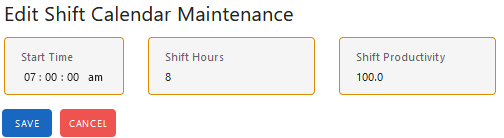 Edit Shift Calendar Maintenance
Start Time
07 : 00 : 00 am
Shift Hours
8
Shift Productivity
100.0
SAVE CANCEL